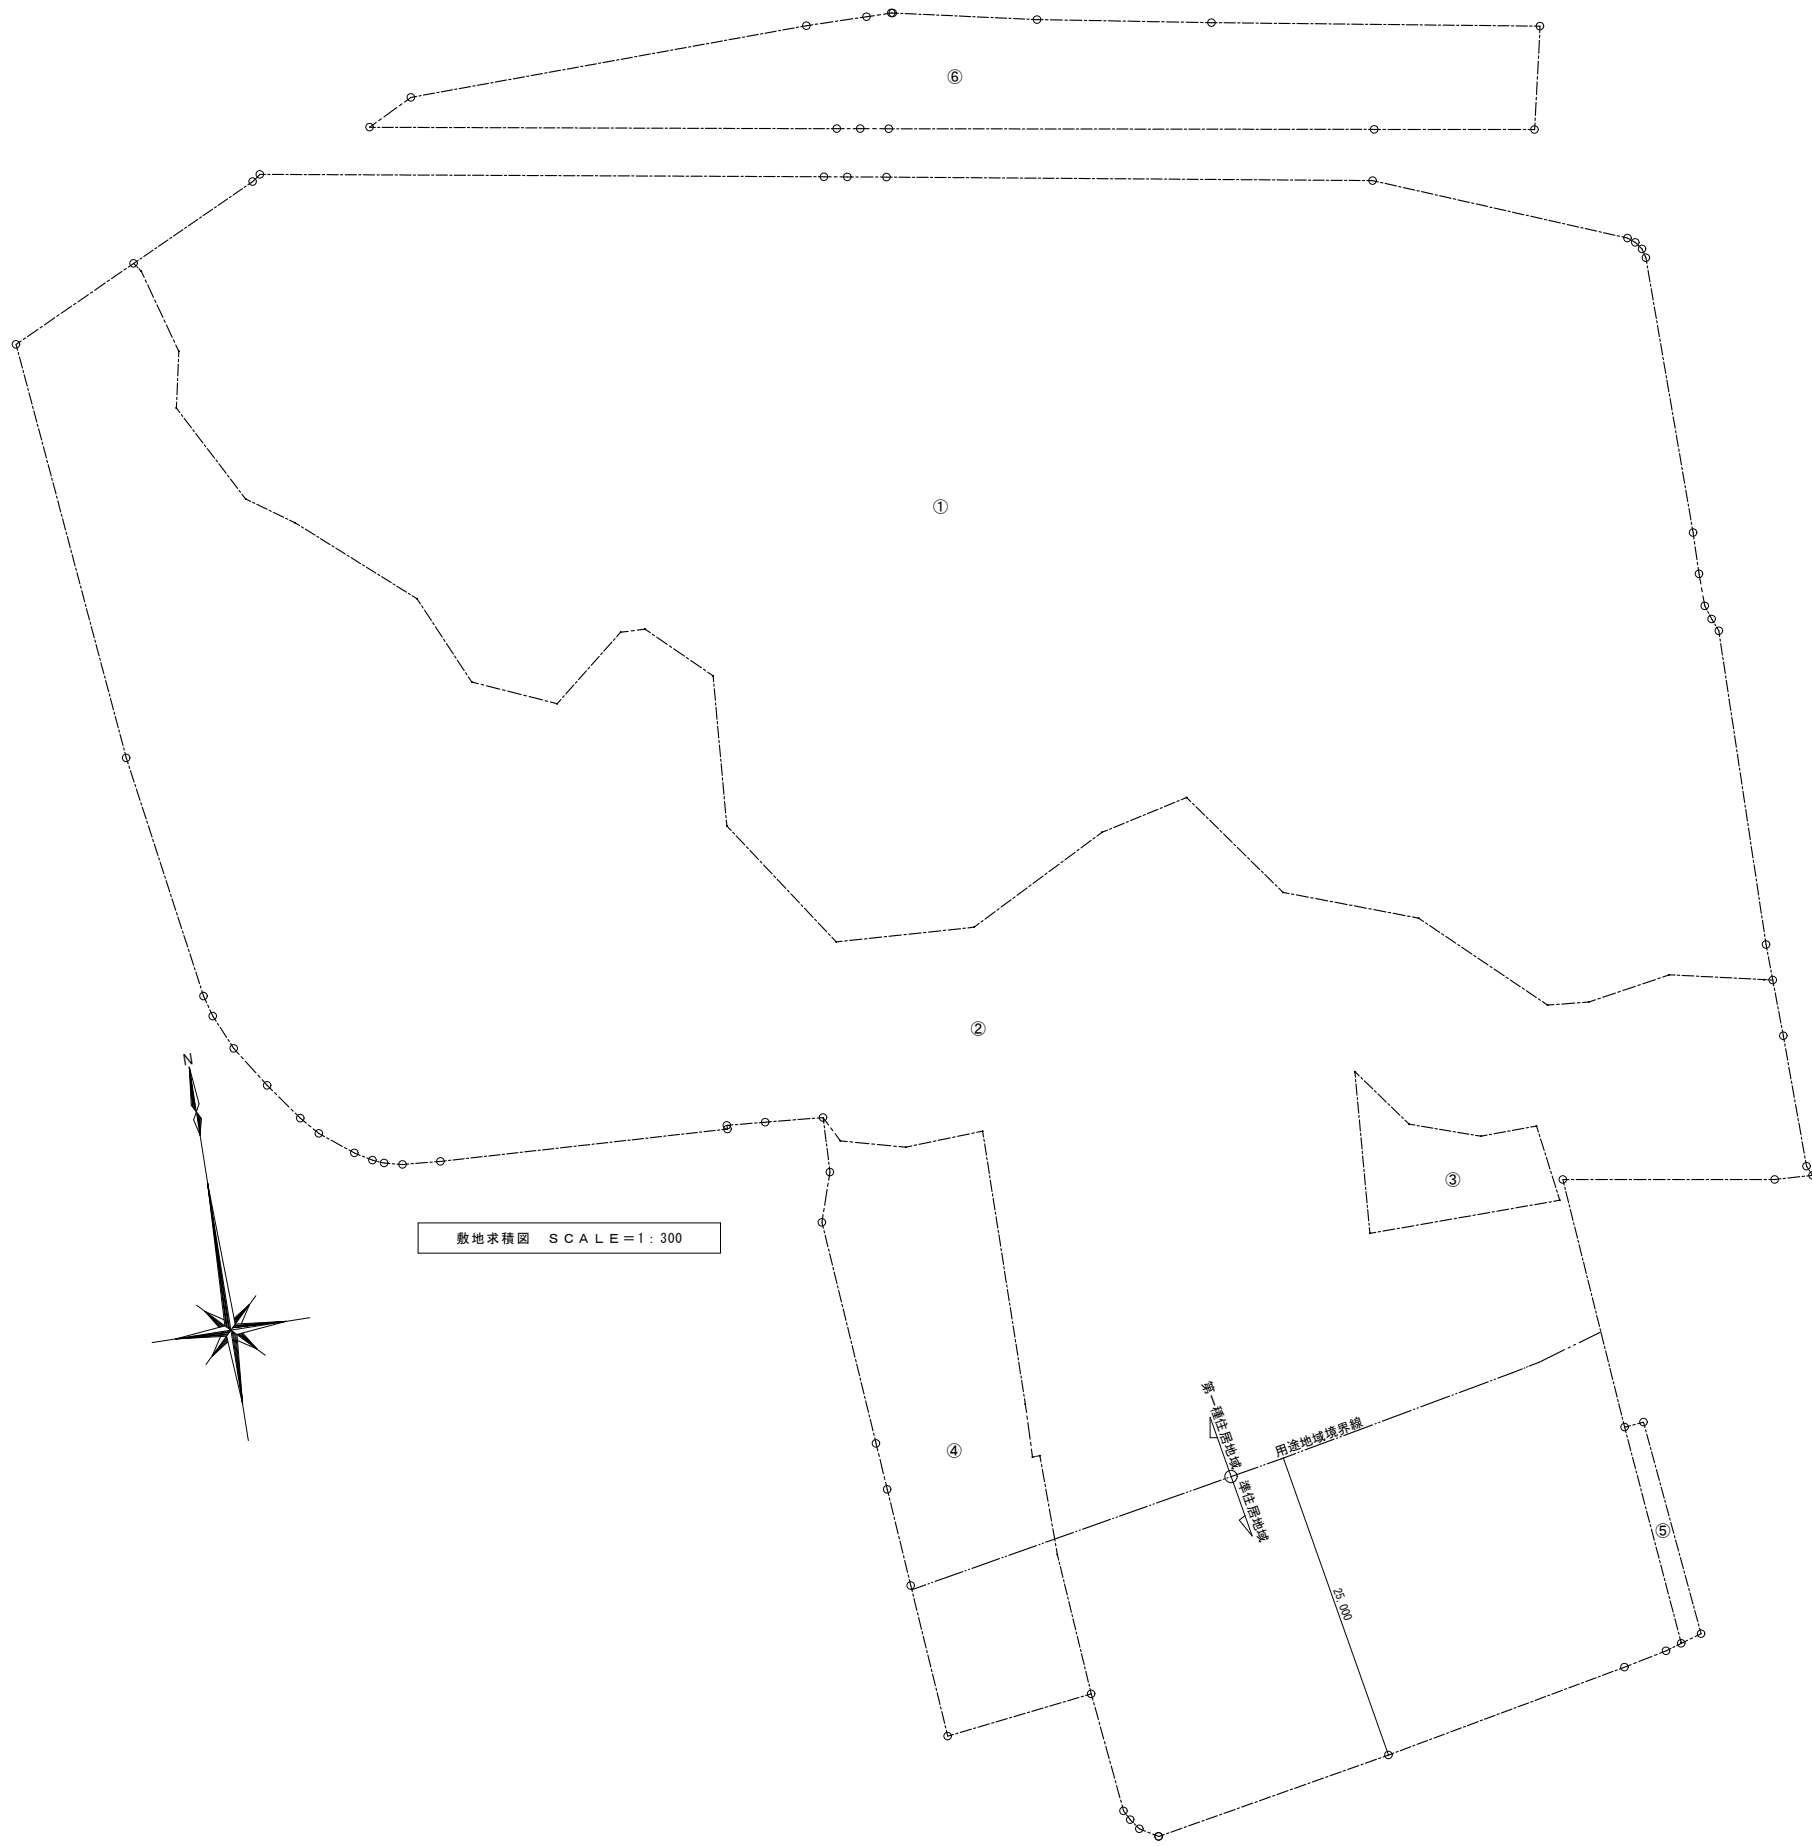 ⑥
①
②
N
③
敷地求積図　ＳＣＡＬＥ＝1：300
第一種住居地域
用途地域境界線
④
準住居地域
⑤
25,000